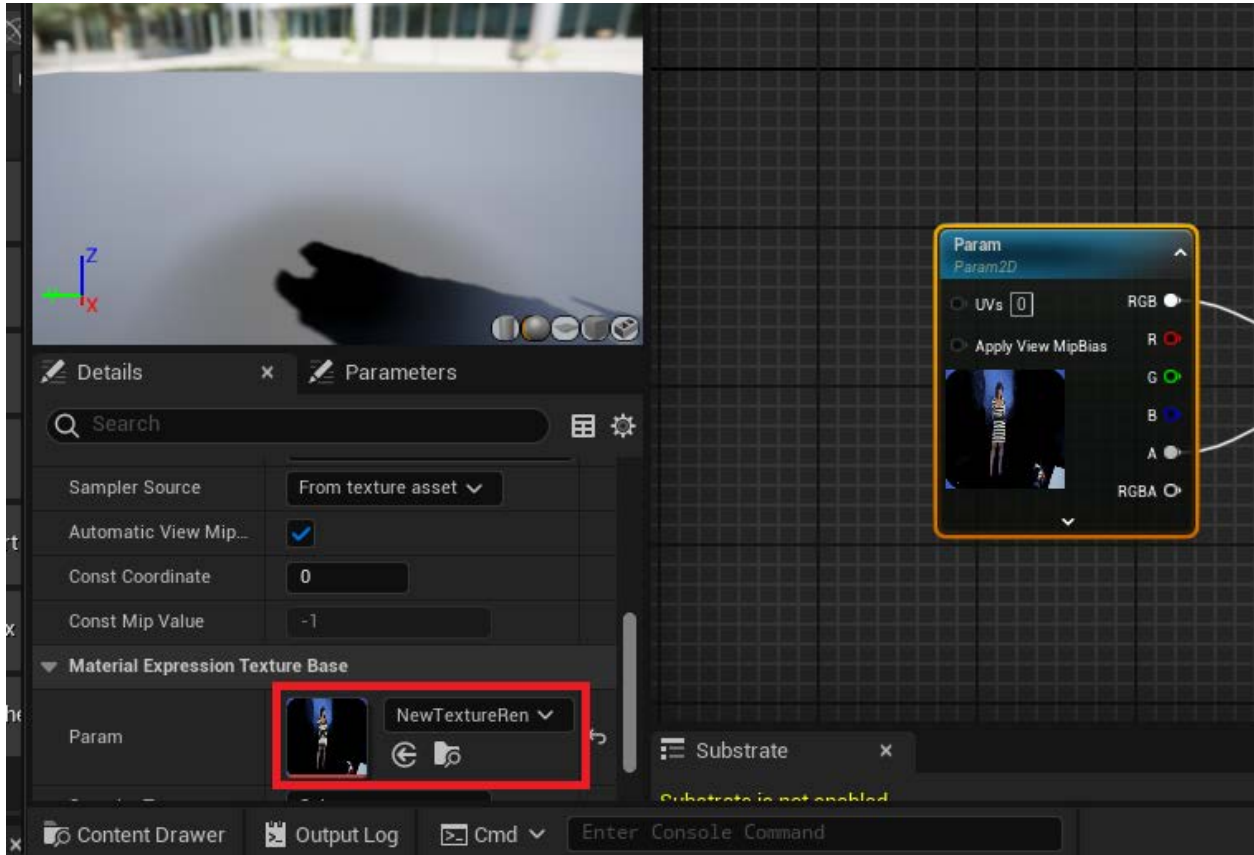 Z
X
Details
Parameters
Search
Sampler Source
From texture asset
Automatic View Mip...
Const Coordinate
0
Const Mip Value
-1
Material Expression Texture Base
Param
NewTextureRen
Param
Param2D
UVs 0
RGB
Apply View MipBias
R
G
B
A
RGBA
Substrate
Substrate is not enabled
Content Drawer
Output Log
Cmd
Enter Console Command